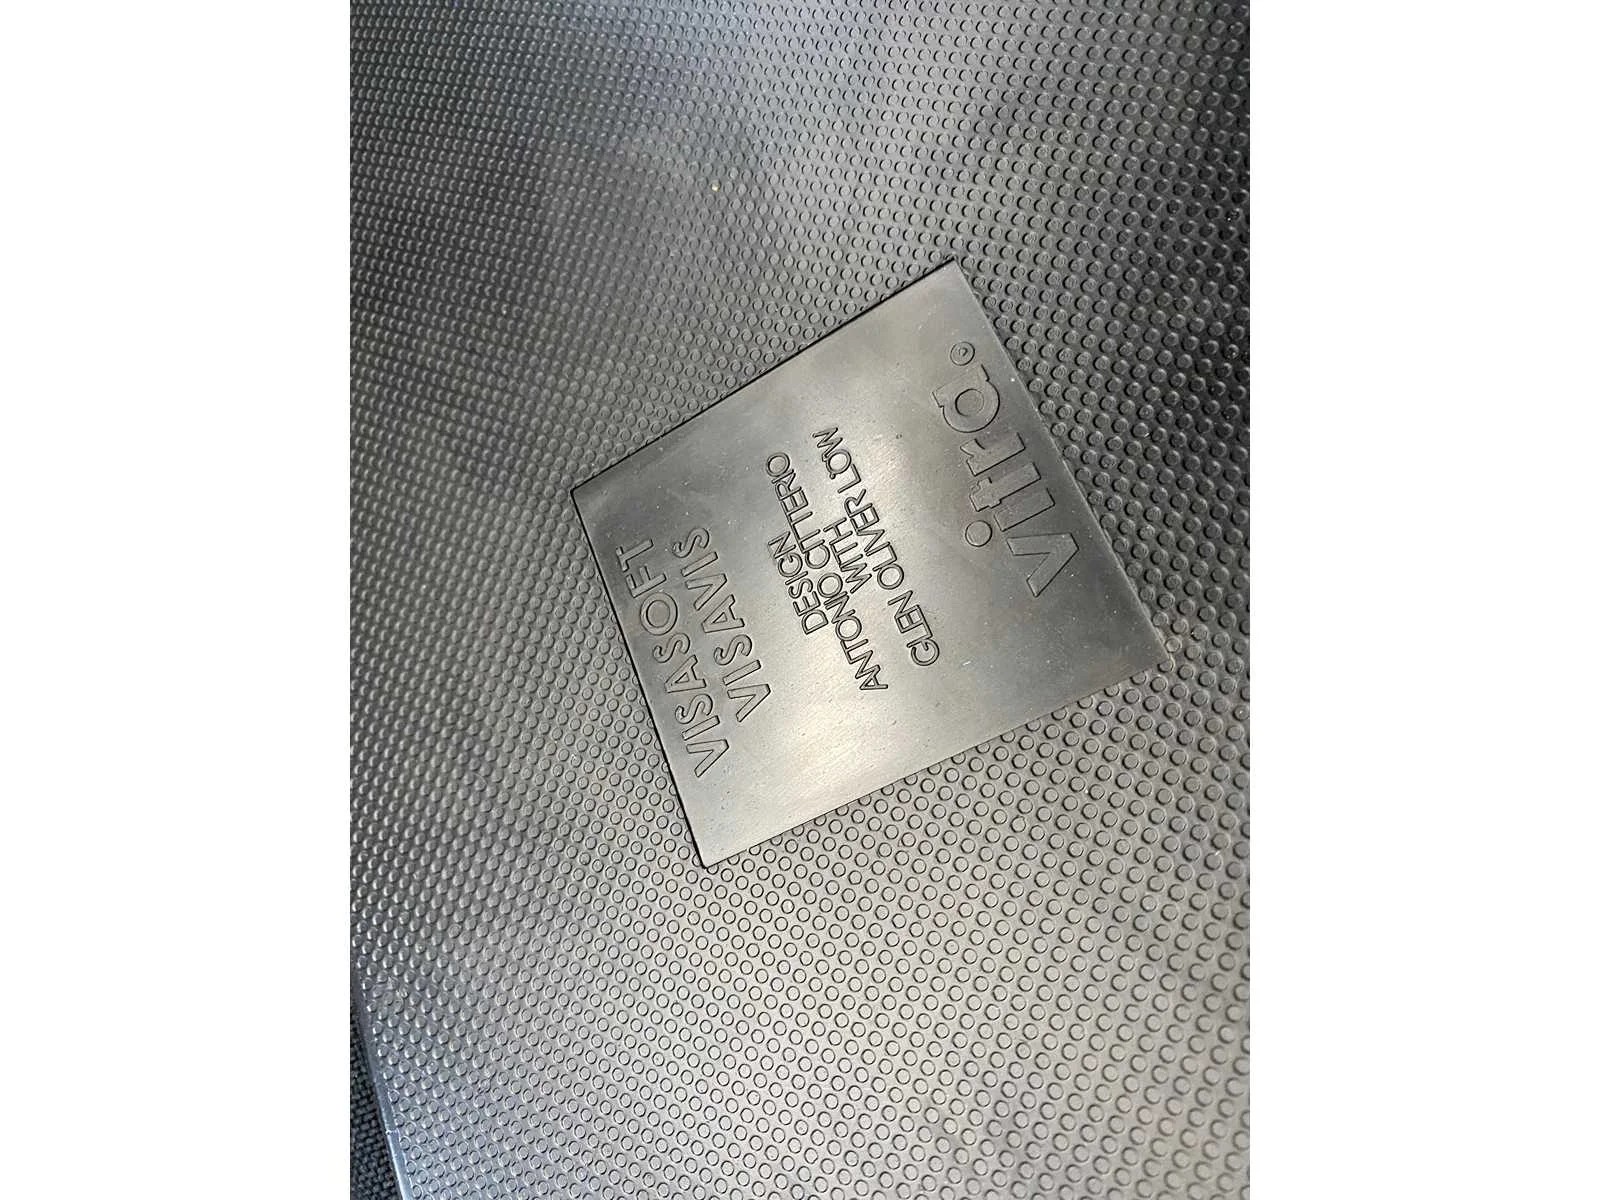 VISASOFT
VISAVIS
DESIGN
ANTONIO CITTERIO
WITH
GLEN OLIVER LÖW
vitra.